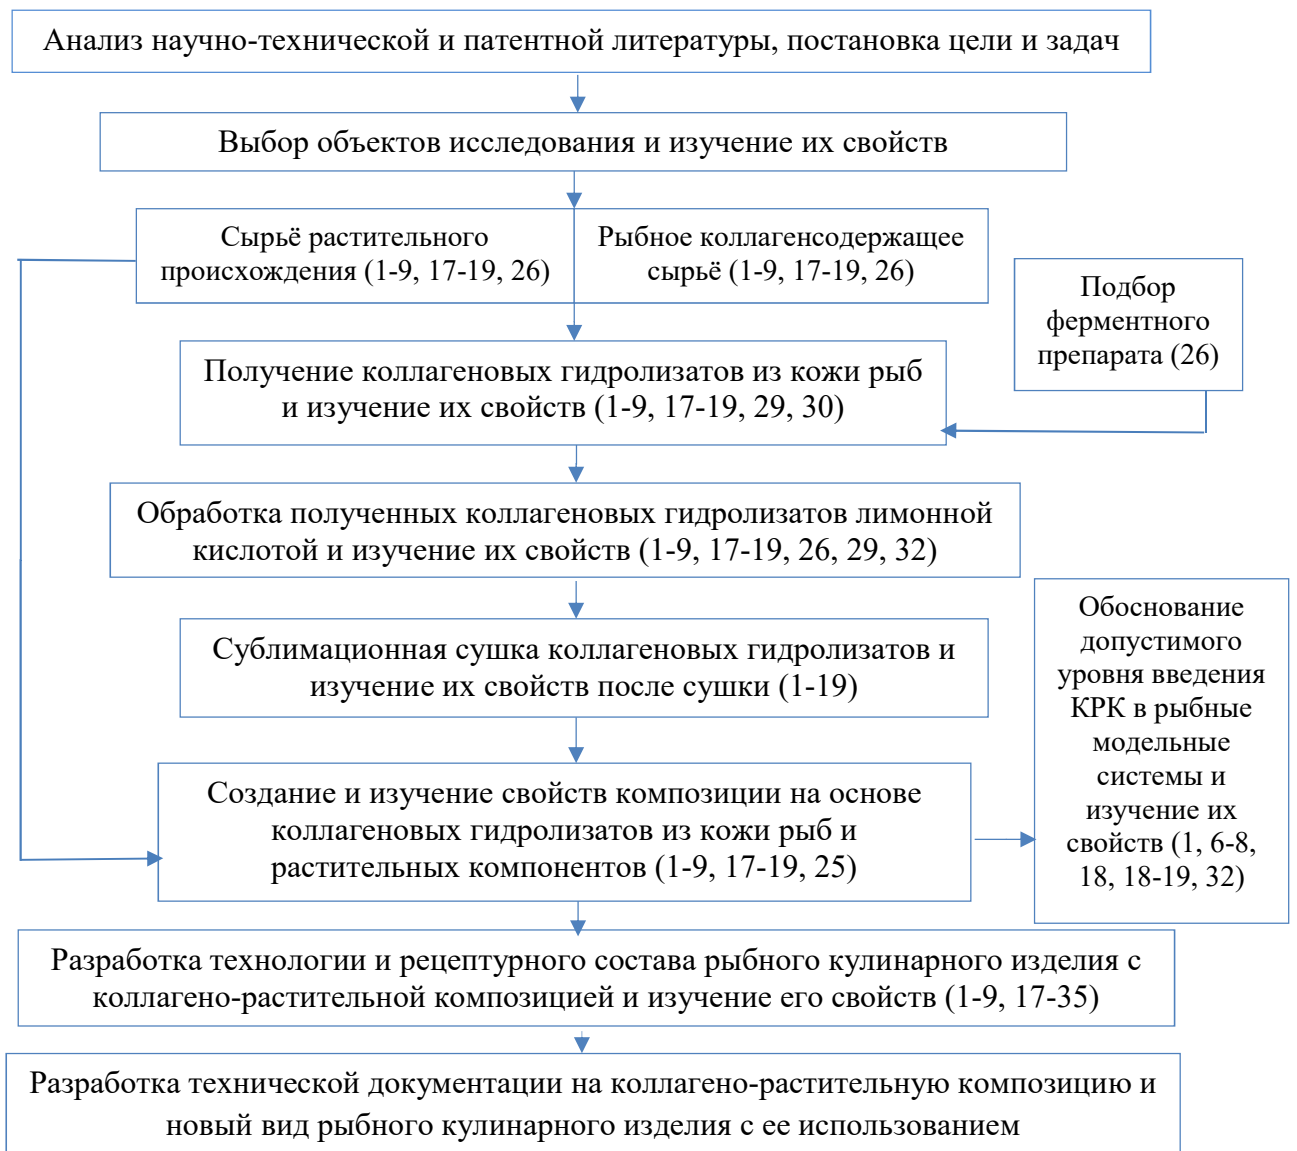 Анализ научно-технической и патентной литературы, постановка цели и задач
Выбор объектов исследования и изучение их свойств
Сырьё растительного
происхождения (1-9, 17-19, 26)
Рыбное коллагенсодержащее
сырьё (1-9, 17-19, 26)
Подбор
ферментного
препарата (26)
Получение коллагеновых гидролизатов из кожи рыб
и изучение их свойств (1-9, 17-19, 29, 30)
Обработка полученных коллагеновых гидролизатов лимонной
кислотой и изучение их свойств (1-9, 17-19, 26, 29, 32)
Сублимационная сушка коллагеновых гидролизатов и
изучение их свойств после сушки (1-19)
Создание и изучение свойств композиции на основе
коллагеновых гидролизатов из кожи рыб и
растительных компонентов (1-9, 17-19, 25)
Обоснование
допустимого
уровня введения
КРК в рыбные
модельные
системы и
изучение их
свойств (1, 6-8,
18, 18-19, 32)
Разработка технологии и рецептурного состава рыбного кулинарного изделия с
коллагено-растительной композицией и изучение его свойств (1-9, 17-35)
Разработка технической документации на коллагено-растительную композицию и
новый вид рыбного кулинарного изделия с ее использованием